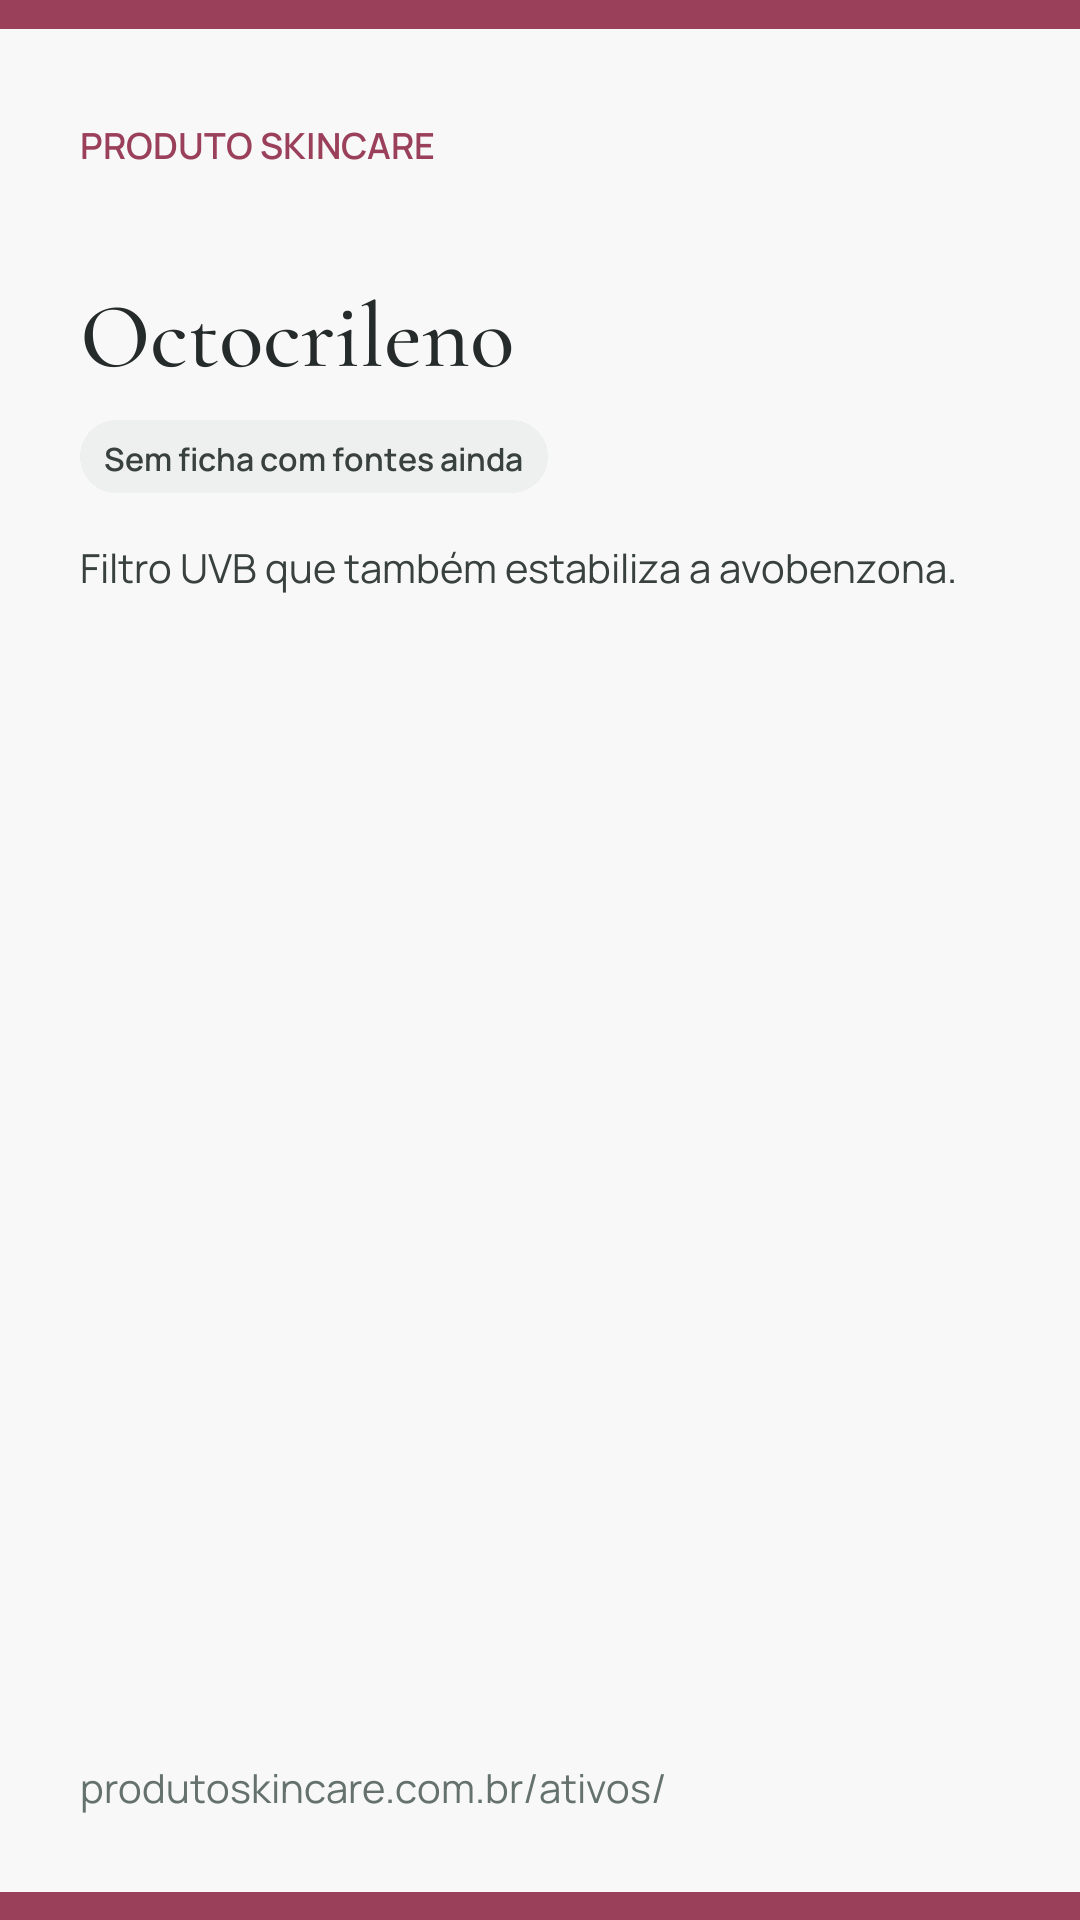 PRODUTO SKINCARE
Octocrileno
Sem ficha com fontes ainda
Filtro UVB que também estabiliza a avobenzona.
produtoskincare.com.br/ativos/